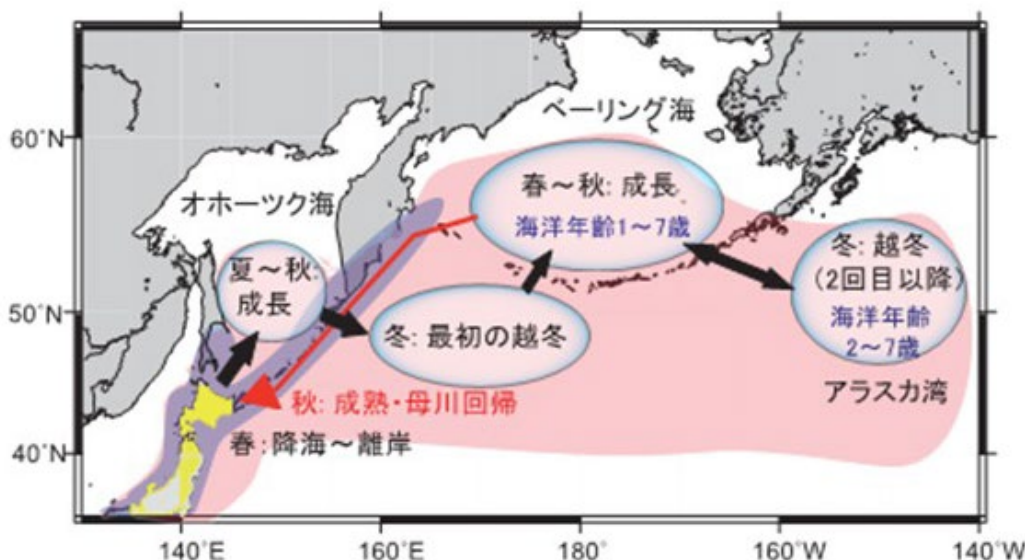 ベーリング海
60°N
オホーツク海
春～秋: 成長
海洋年齢1～7歳
夏～秋:
成長
冬: 越冬
(2回目以降)
海洋年齢
2～7歳
50°N
冬: 最初の越冬
アラスカ湾
秋: 成熟・母川回帰
春: 降海～離岸
40°N
140°E
160°E
180°
160°W
140°W